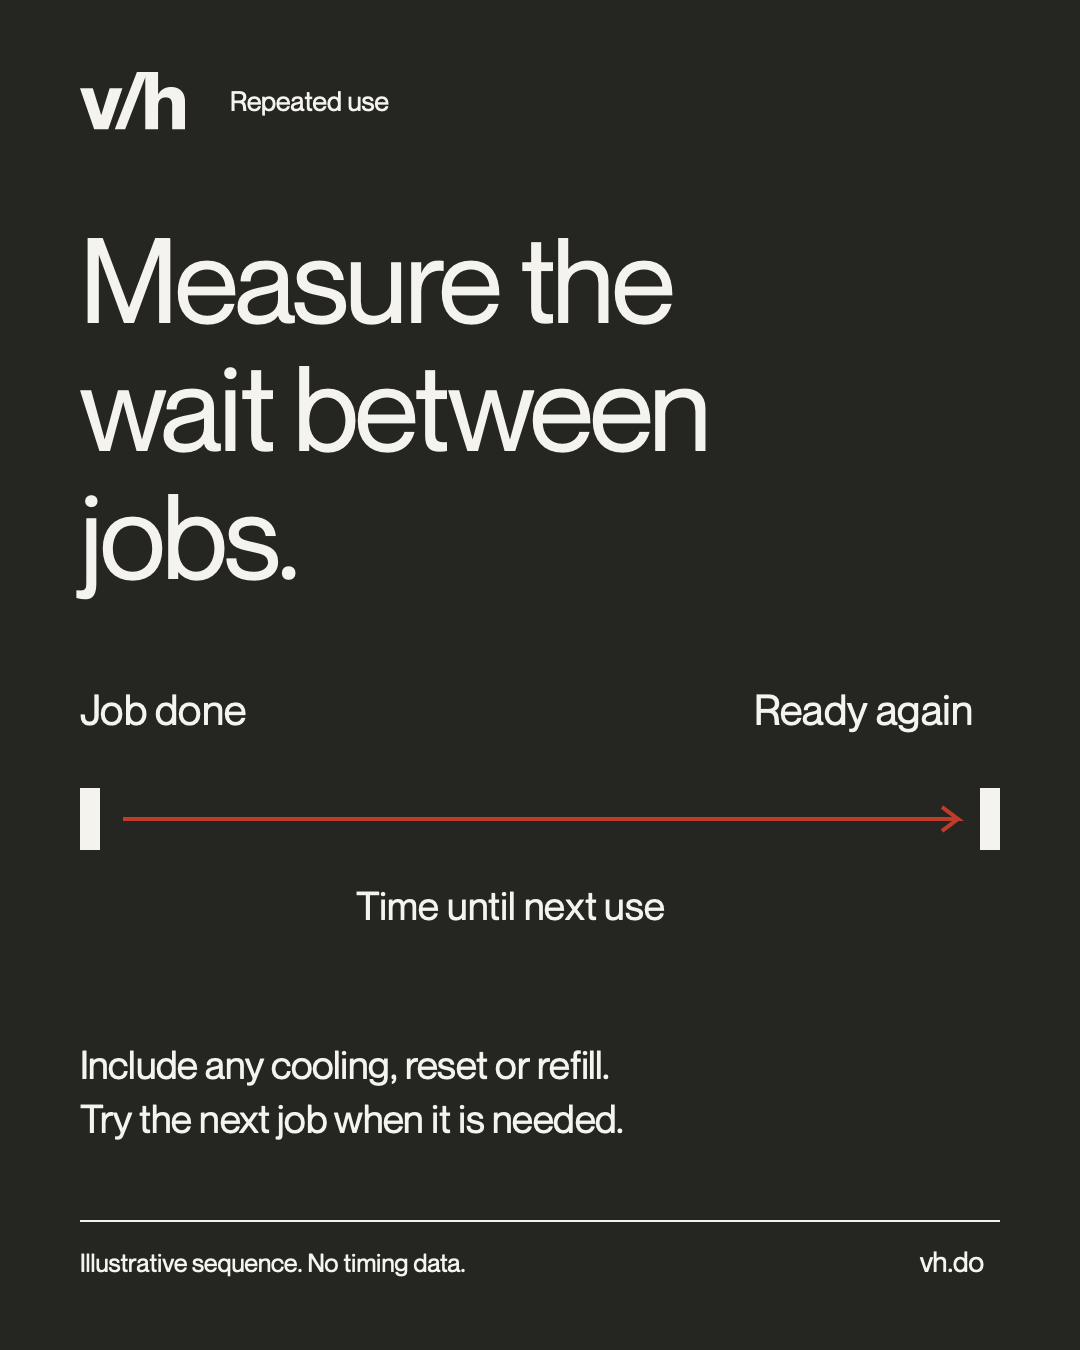 v/h
Repeated use
Measure the
wait between
jobs.
Job done
Ready again
Time until next use
Include any cooling, reset or refill.
Try the next job when it is needed.
Illustrative sequence. No timing data.
vh.do